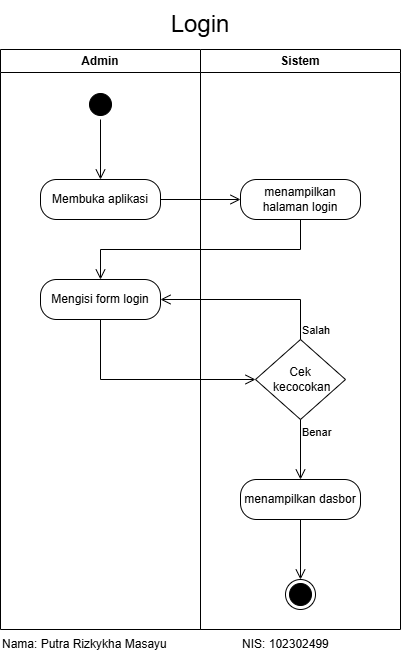 Login
Admin
Sistem
Membuka aplikasi
menampilkan
halaman login
Mengisi form login
Salah
Cek
kecocokan
Benar
menampilkan dasbor
Nama: Putra Rizkykha Masayu
NIS: 102302499